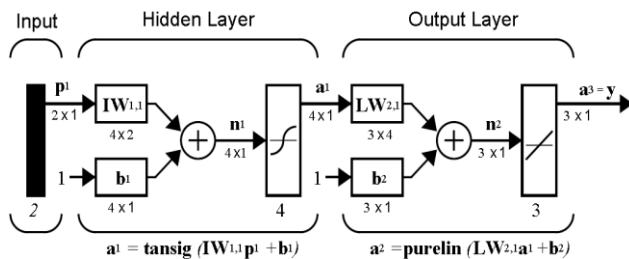 Input Hidden Layer Output Layer
p1 IW1,1 a1 LW2,1 a3 = y
2 x 1 4 x 2 n1 4 x 1 3 x 4 n2 3 x 1
4 x 1 3 x 1
1 b1 1 b2
2 4 x 1 4 3 x 1 3
a1 = tansig (IW1,1p1 +b1) a2 =purelin (LW2,1a1 +b2)